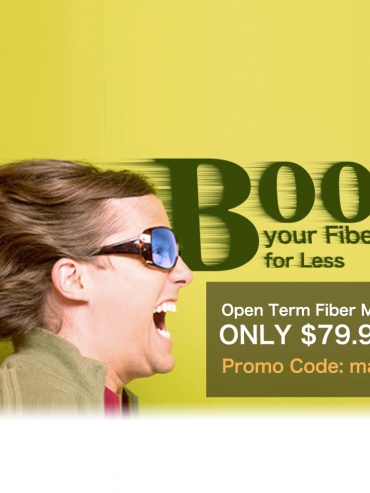 Boo
your Fibe
for Less
Open Term Fiber M
ONLY $79.9
Promo Code: ma